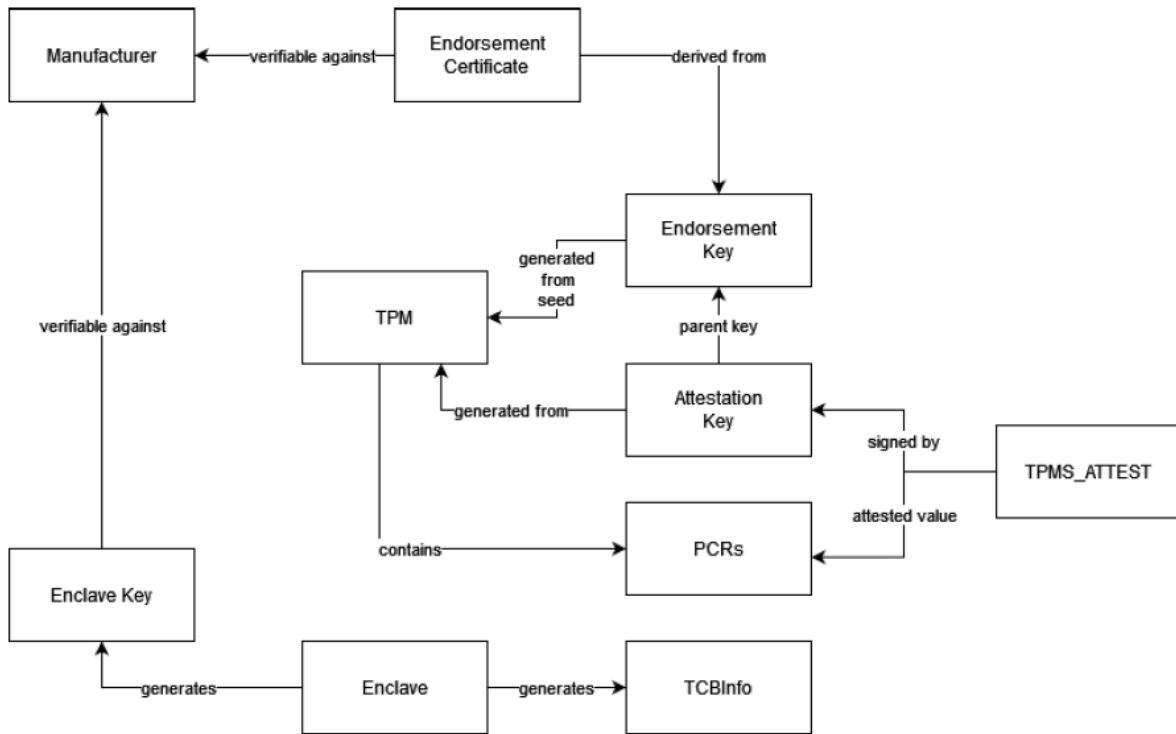 Manufacturer
verifiable against
Endorsement
Certificate
derived from
Endorsement
Key
generated
from
seed
TPM
parent key
verifiable against
generated from
Attestation
Key
signed by
TPMS_ATTEST
attested value
contains
PCRs
Enclave Key
generates
Enclave
generates
TCBInfo